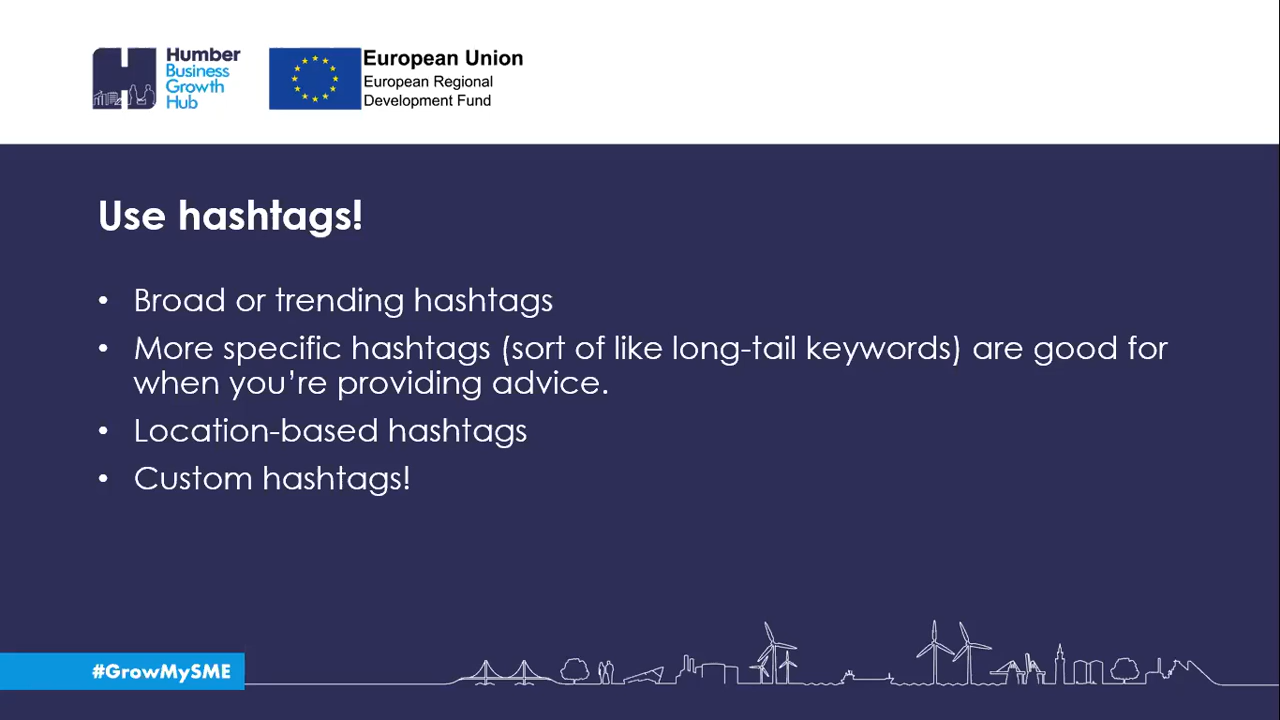 Humber
Business
Growth
Hub
European Union
European Regional
Development Fund
Use hashtags!
• Broad or trending hashtags
• More specific hashtags (sort of like long-tail keywords) are good for
when you’re providing advice.
• Location-based hashtags
• Custom hashtags!
#GrowMySME